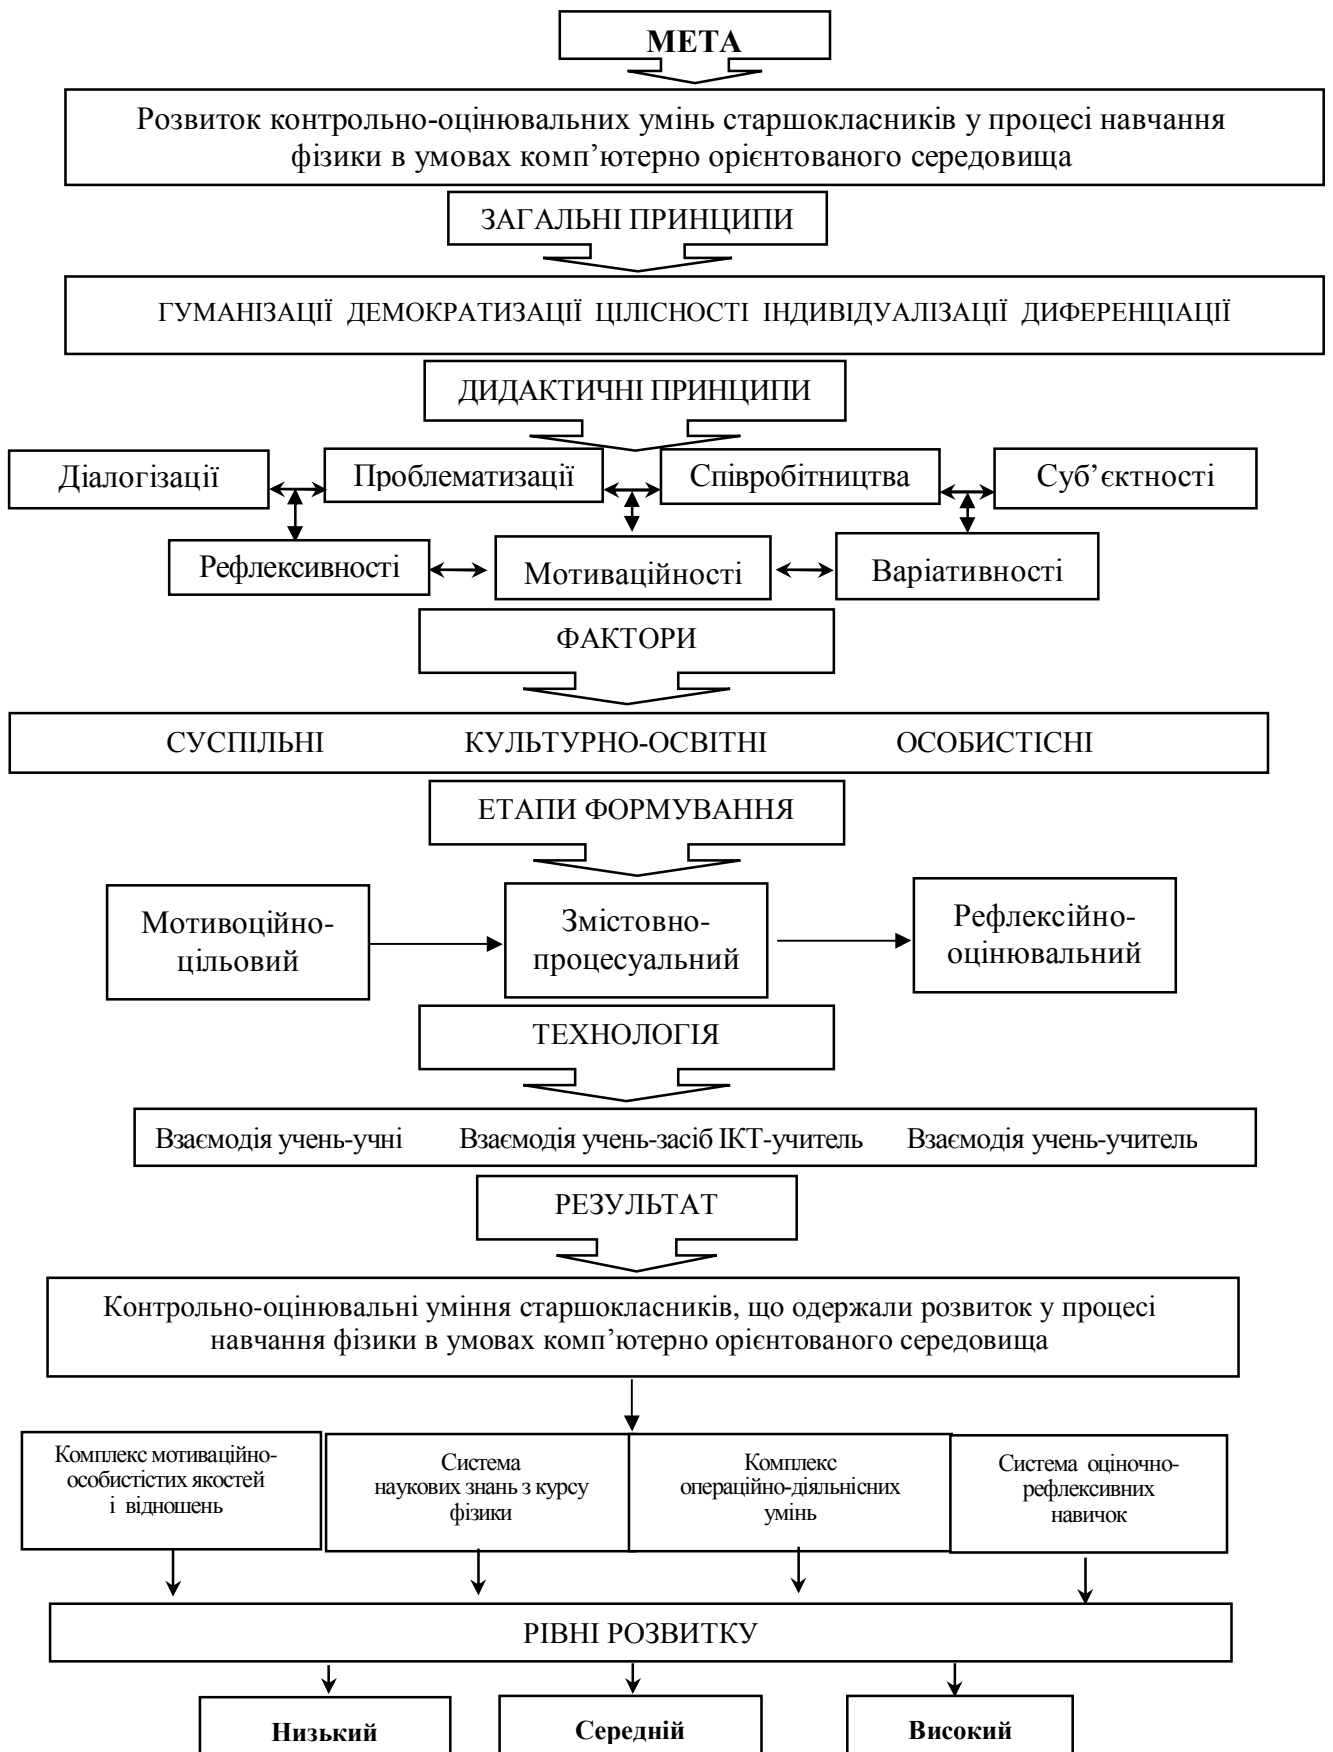 МЕТА
Розвиток контрольно-оцінювальних умінь старшокласників у процесі навчання
фізики в умовах комп’ютерно орієнтованого середовища
ЗАГАЛЬНІ ПРИНЦИПИ
ГУМАНІЗАЦІЇ ДЕМОКРАТИЗАЦІЇ ЦІЛІСНОСТІ ІНДИВІДУАЛІЗАЦІЇ ДИФЕРЕНЦІАЦІЇ
ДИДАКТИЧНІ ПРИНЦИПИ
Діалогізації
Проблематизації
Співробітництва
Суб’єктності
Рефлексивності
Мотиваційності
Варіативності
ФАКТОРИ
СУСПІЛЬНІ КУЛЬТУРНО-ОСВІТНІ ОСОБИСТІСНІ
ЕТАПИ ФОРМУВАННЯ
Мотивоційно-
цільовий
Змістовно-
процесуальний
Рефлексійно-
оцінювальний
ТЕХНОЛОГІЯ
Взаємодія учень-учні Взаємодія учень-засіб ІКТ-учитель Взаємодія учень-учитель
РЕЗУЛЬТАТ
Контрольно-оцінювальні уміння старшокласників, що одержали розвиток у процесі
навчання фізики в умовах комп’ютерно орієнтованого середовища
Комплекс мотиваційно-
особистістих якостей
і відношень
Система
наукових знань з курсу
фізики
Комплекс
операційно-діяльнісних
умінь
Система оціночно-
рефлексивних
навичок
РІВНІ РОЗВИТКУ
Низький
Середній
Високий